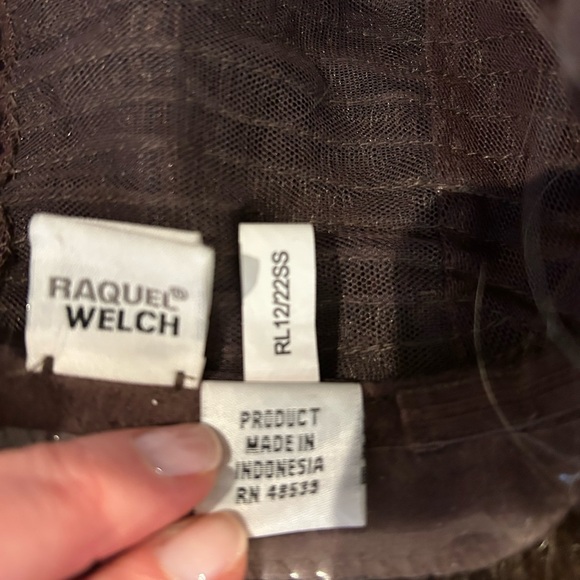 RAQUEL®
WELCH
RL12/22SS
PRODUCT
MADE IN
INDONESIA
RN 48539